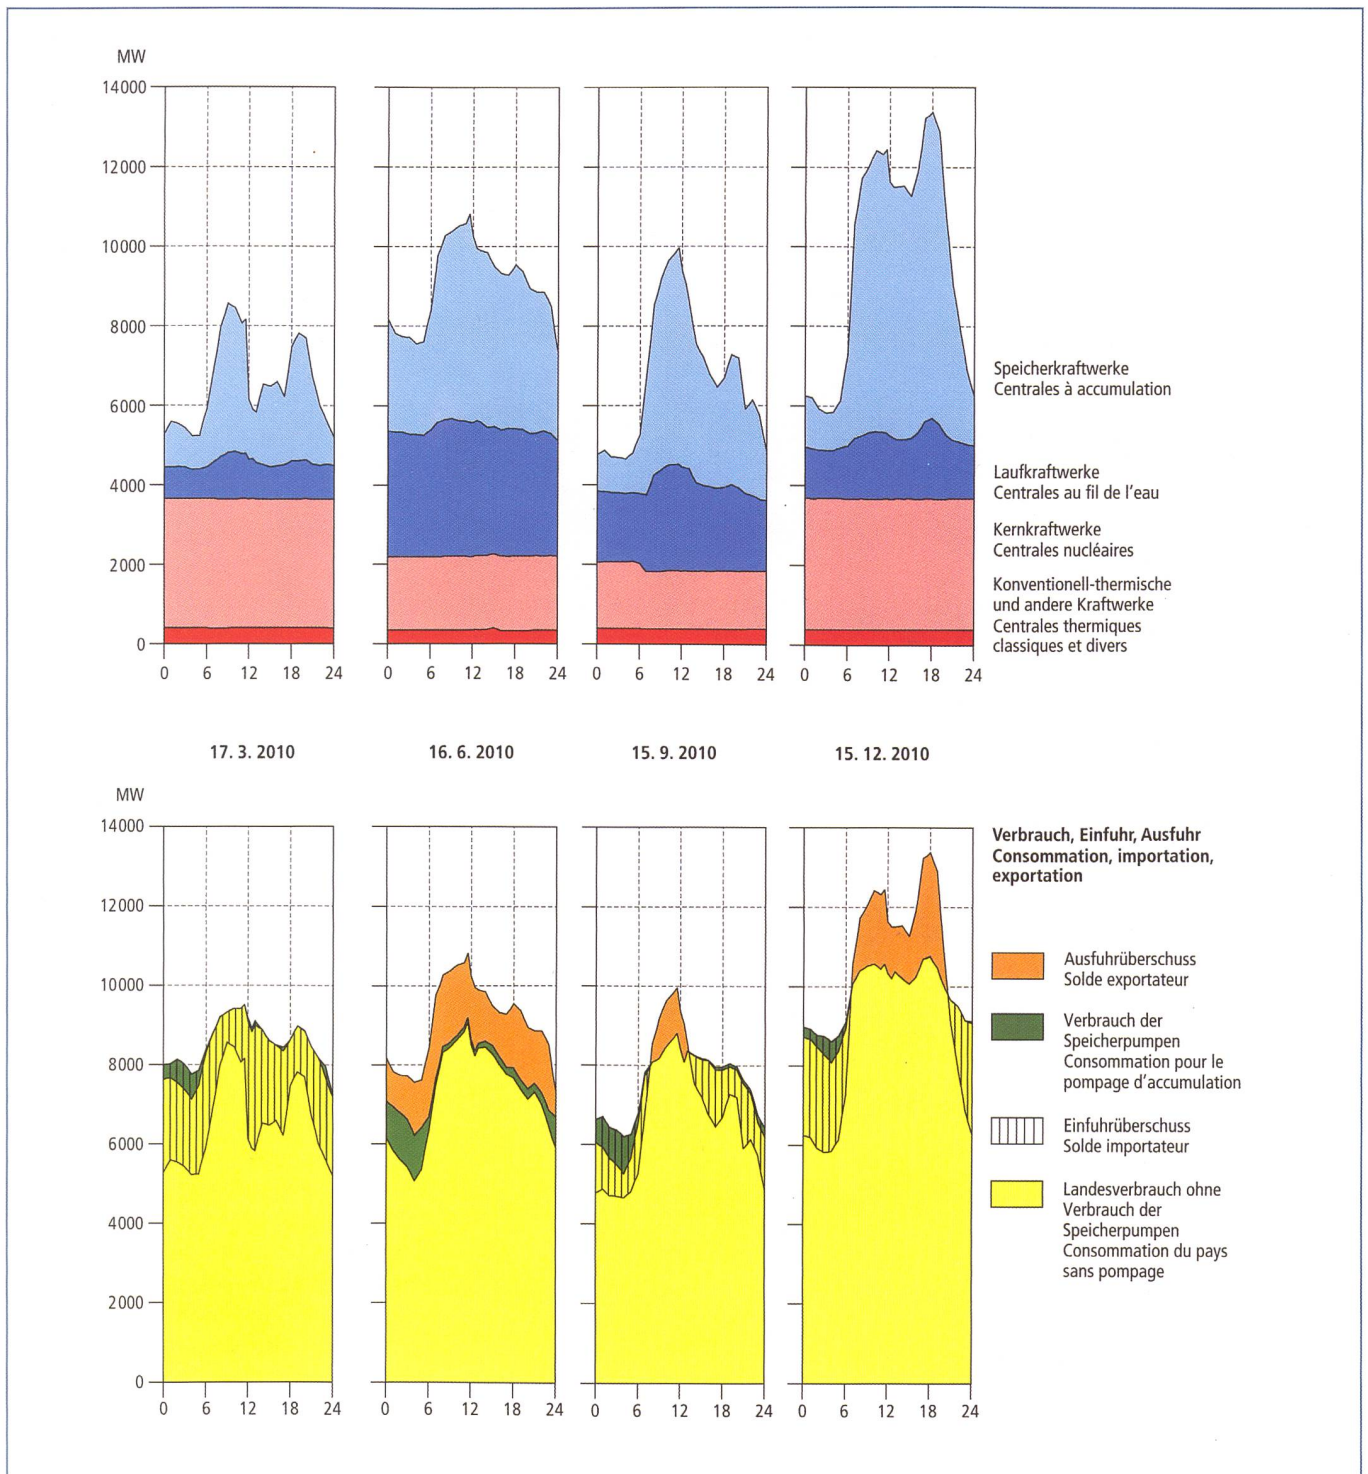 MW
14000
12000
10000
8000
6000
4000
2000
0
0 6 12 18 24 0 6 12 18 24 0 6 12 18 24 0 6 12 18 24
Speicherkraftwerke
Centrales à accumulation
Laufkraftwerke
Centrales au fil de l'eau
Kernkraftwerke
Centrales nucléaires
Konventionell-thermische
und andere Kraftwerke
Centrales thermiques
classiques et divers
17. 3. 2010 16. 6. 2010 15. 9. 2010 15. 12. 2010
MW
14000
12000
10000
8000
6000
4000
2000
0
0 6 12 18 24 0 6 12 18 24 0 6 12 18 24 0 6 12 18 24
Verbrauch, Einfuhr, Ausfuhr
Consommation, importation,
exportation
Ausfuhrüberschuss
Solde exportateur
Verbrauch der
Speicherpumpen
Consommation pour le
pompage d'accumulation
Einfuhrüberschuss
Solde importateur
Landesverbrauch ohne
Verbrauch der
Speicherpumpen
Consommation du pays
sans pompage